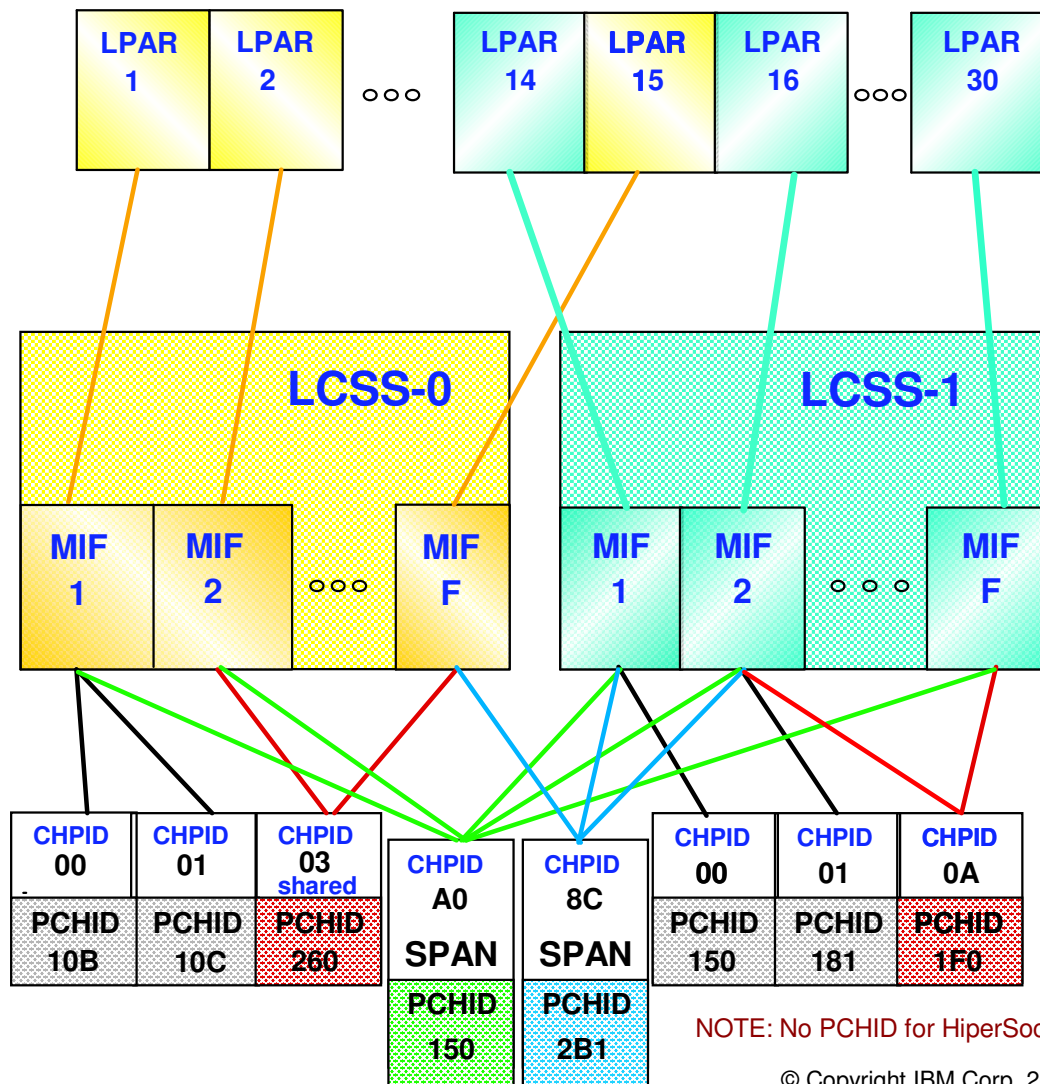 LPAR
1
LPAR
2
LPAR
14
LPAR
15
LPAR
16
LPAR
30
LCSS-0
LCSS-1
MIF
1
MIF
2
MIF
F
MIF
1
MIF
2
MIF
F
CHPID
00
PCHID
10B
CHPID
01
PCHID
10C
CHPID
03
shared
PCHID
260
CHPID
A0
SPAN
PCHID
150
CHPID
8C
SPAN
PCHID
2B1
CHPID
00
PCHID
150
CHPID
01
PCHID
181
CHPID
0A
PCHID
1F0
NOTE: No PCHID for HiperSoc
© Copyright IBM Corp. 2